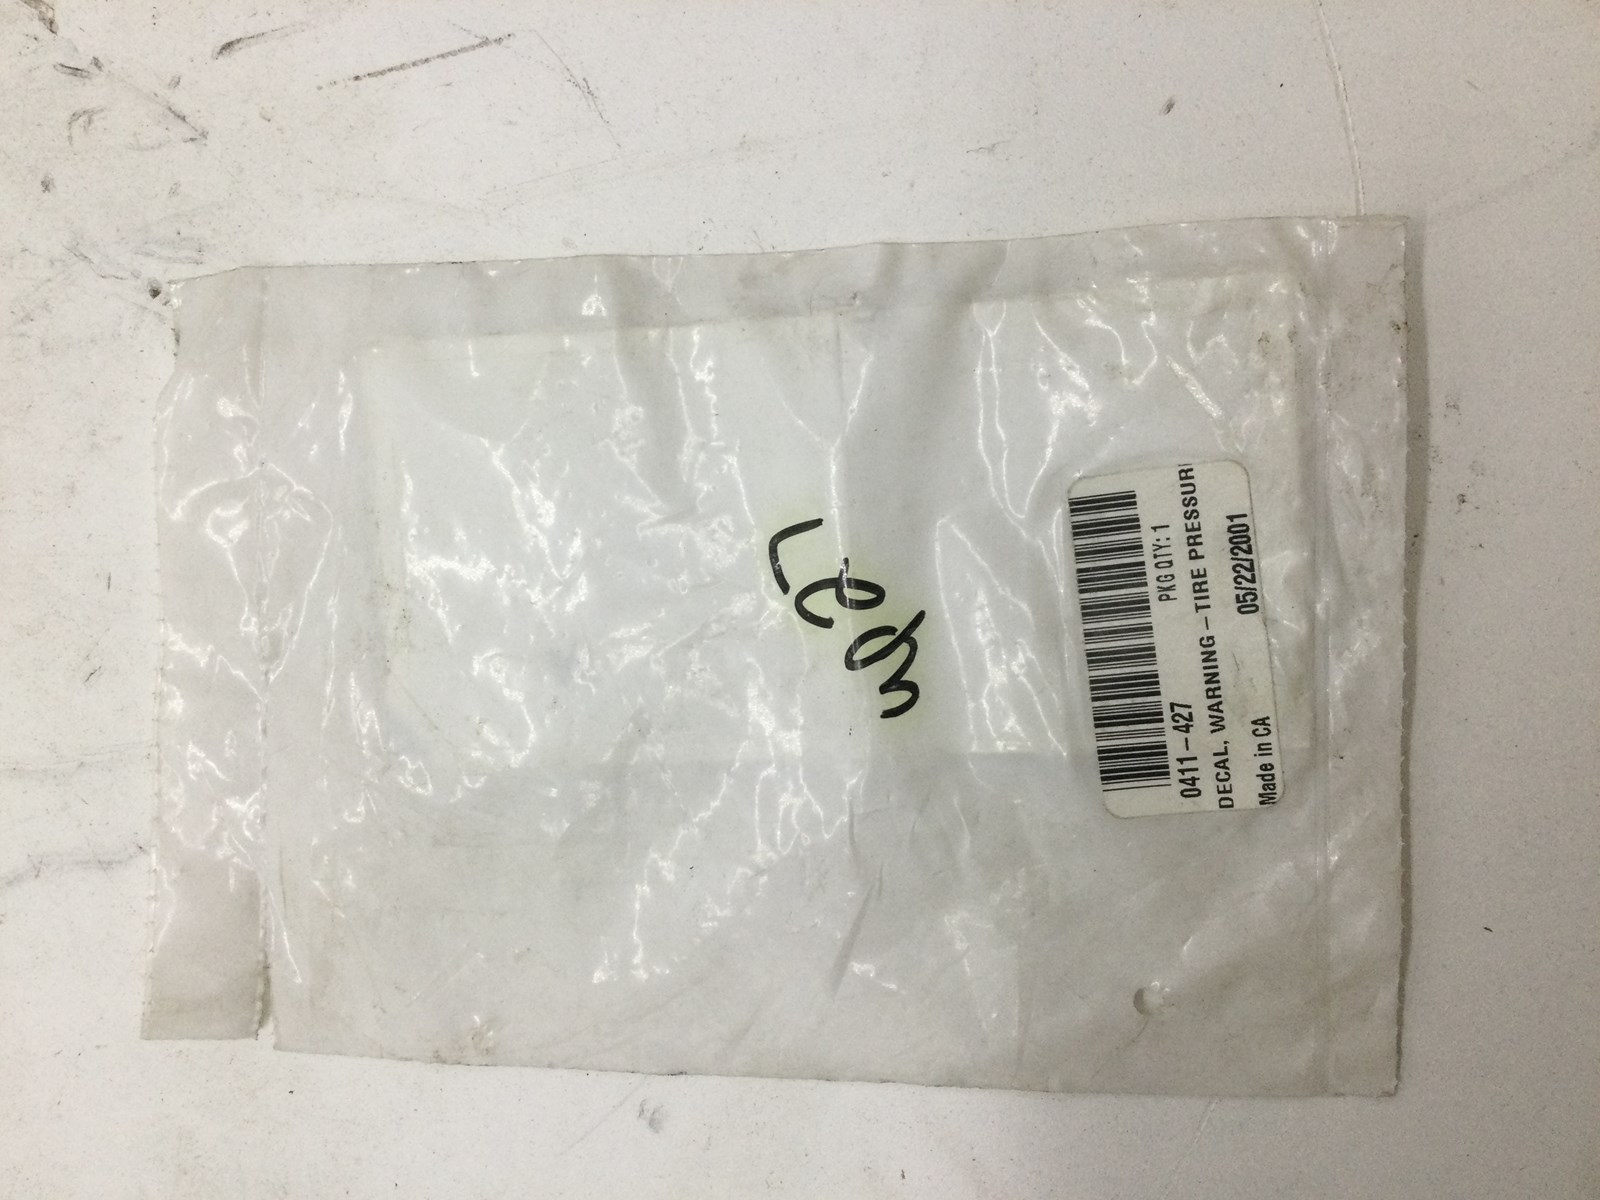 0411-427 PKG QTY: 1
DECAL, WARNING - TIRE PRESSUR
Made in CA 05/22/2001